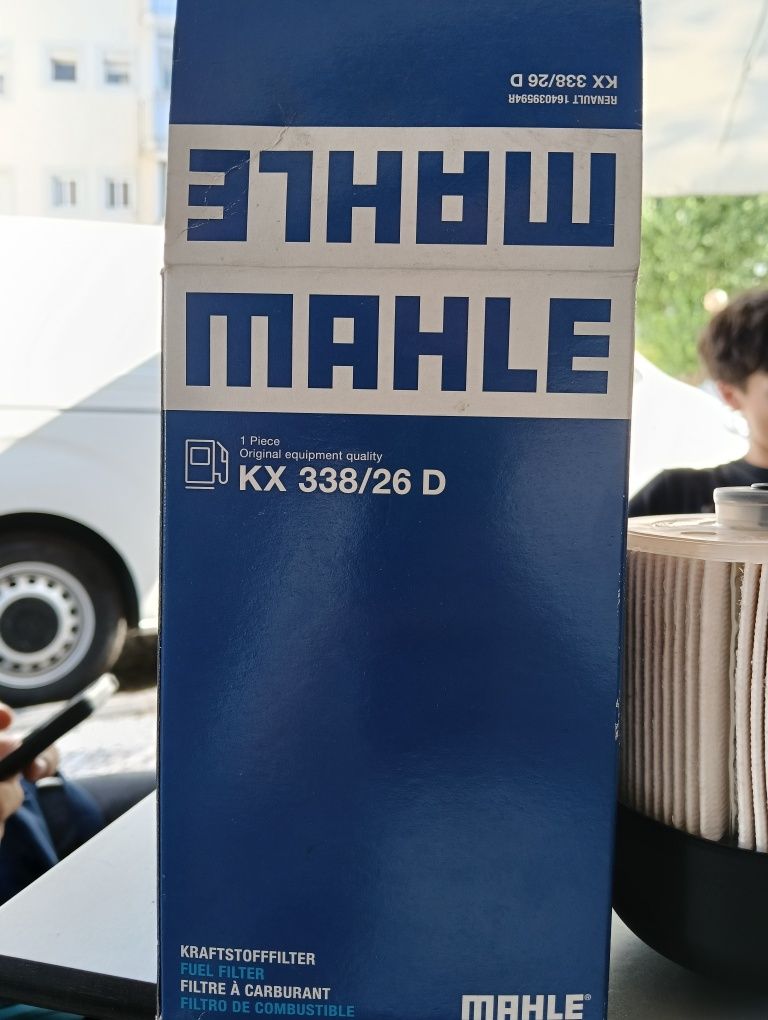 RENAULT 164039594R
KX 338/26 D
MAHLE
MAHLE
1 Piece
Original equipment quality
KX 338/26 D
KRAFTSTOFFFILTER
FUEL FILTER
FILTRE À CARBURANT
FILTRO DE COMBUSTIBLE
MAHLE®